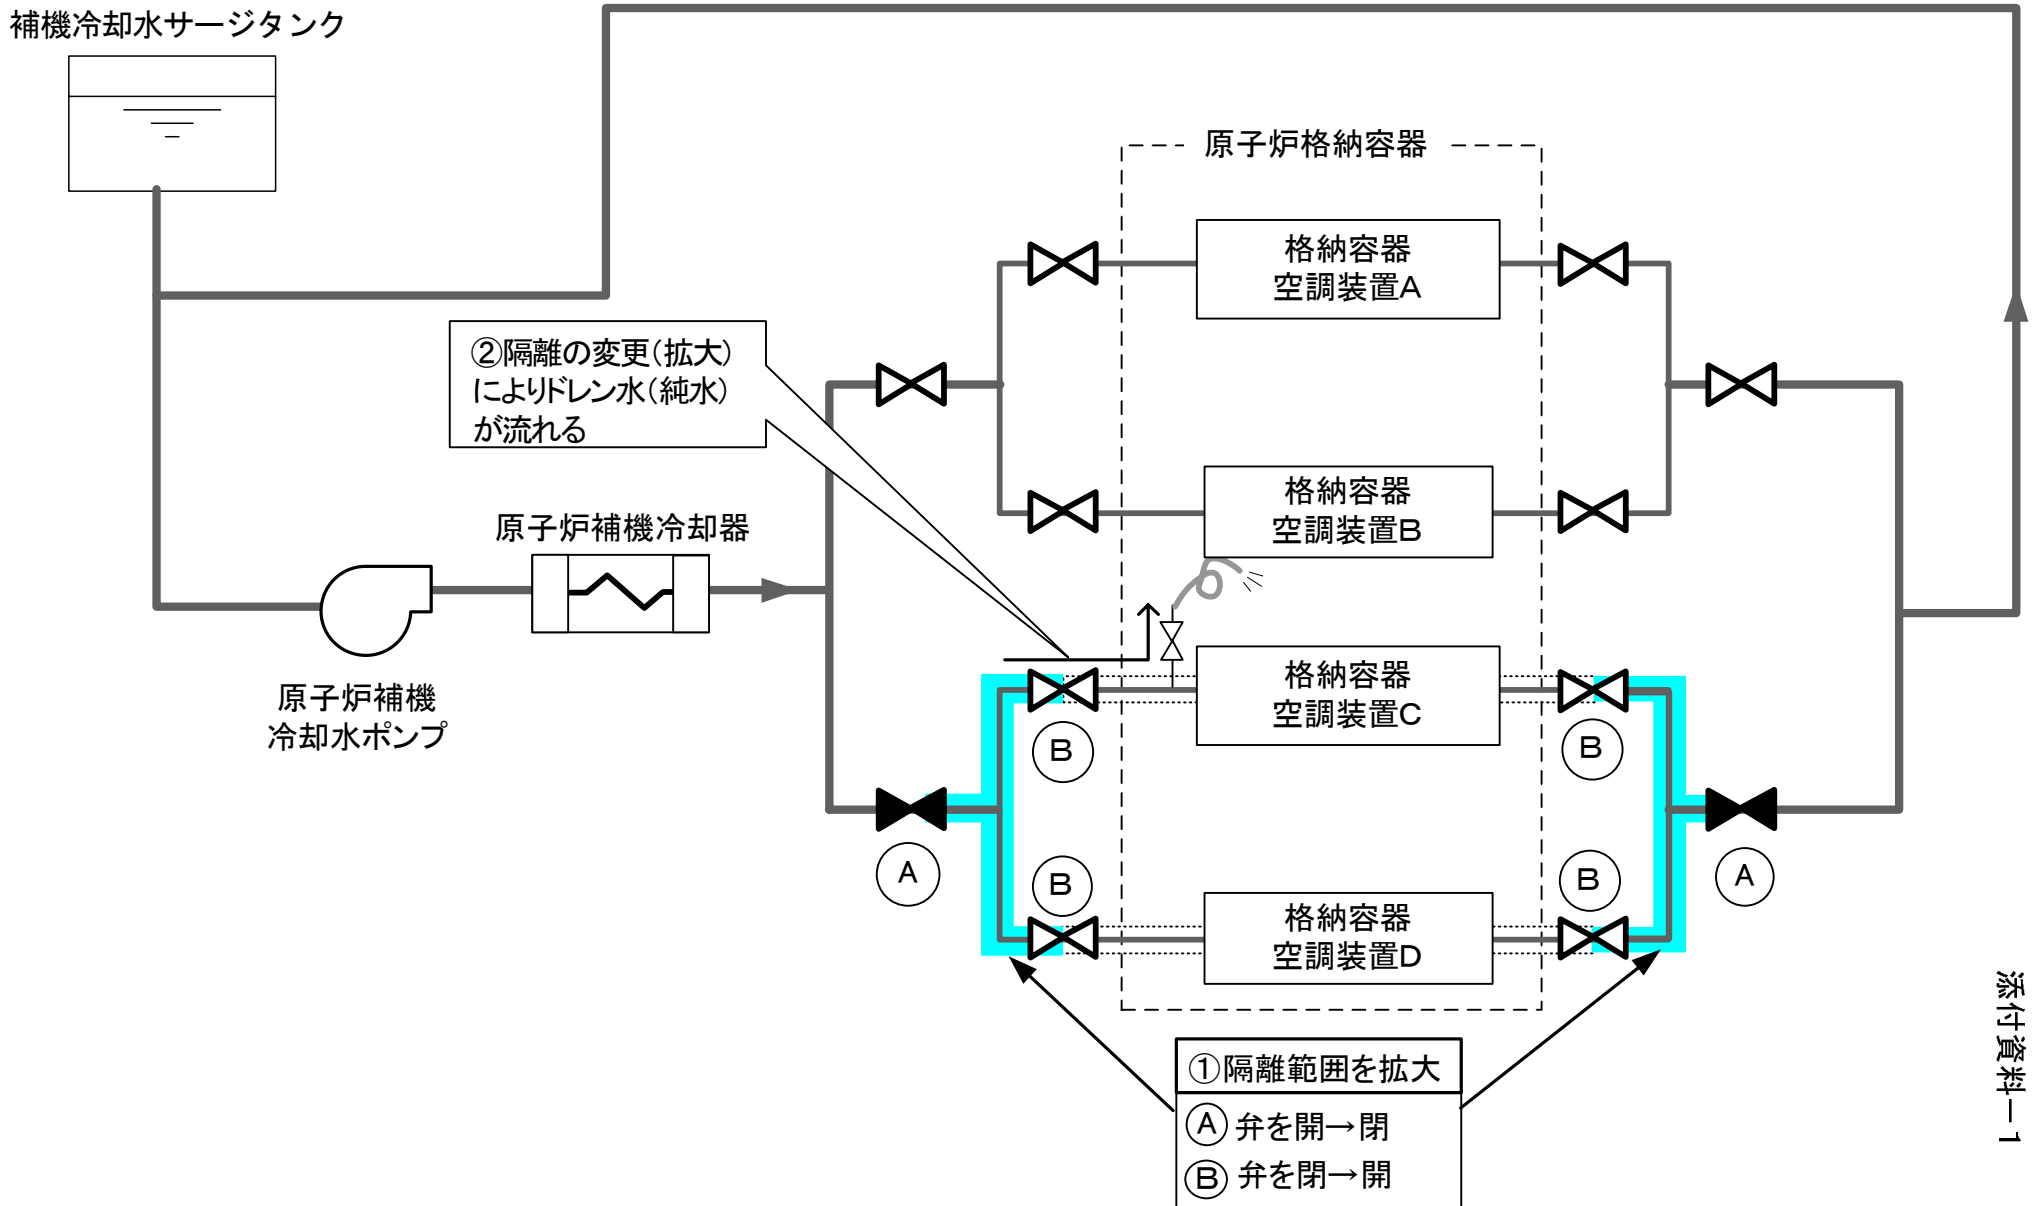 補機冷却水サージタンク
原子炉格納容器
格納容器
空調装置A
②隔離の変更(拡大)
によりドレン水(純水)
が流れる
格納容器
空調装置B
原子炉補機冷却器
原子炉補機
冷却水ポンプ
格納容器
空調装置C
B
B
A
B
B
A
格納容器
空調装置D
①隔離範囲を拡大
A 弁を開→閉
B 弁を閉→開
添付資料－1